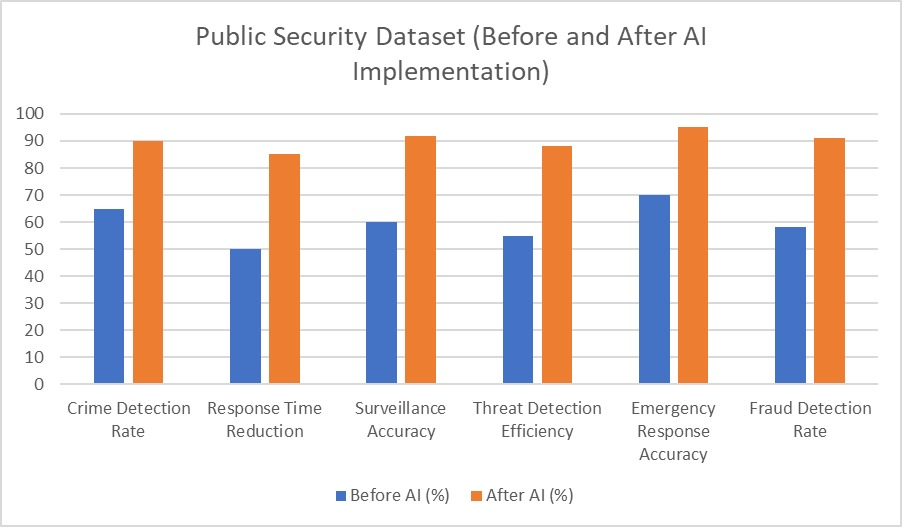 Public Security Dataset (Before and After AI
Implementation)
100
90
80
70
60
50
40
30
20
10
0
Crime Detection
Rate
Response Time
Reduction
Surveillance
Accuracy
Threat Detection
Efficiency
Emergency
Response
Accuracy
Fraud Detection
Rate
Before AI (%)
After AI (%)